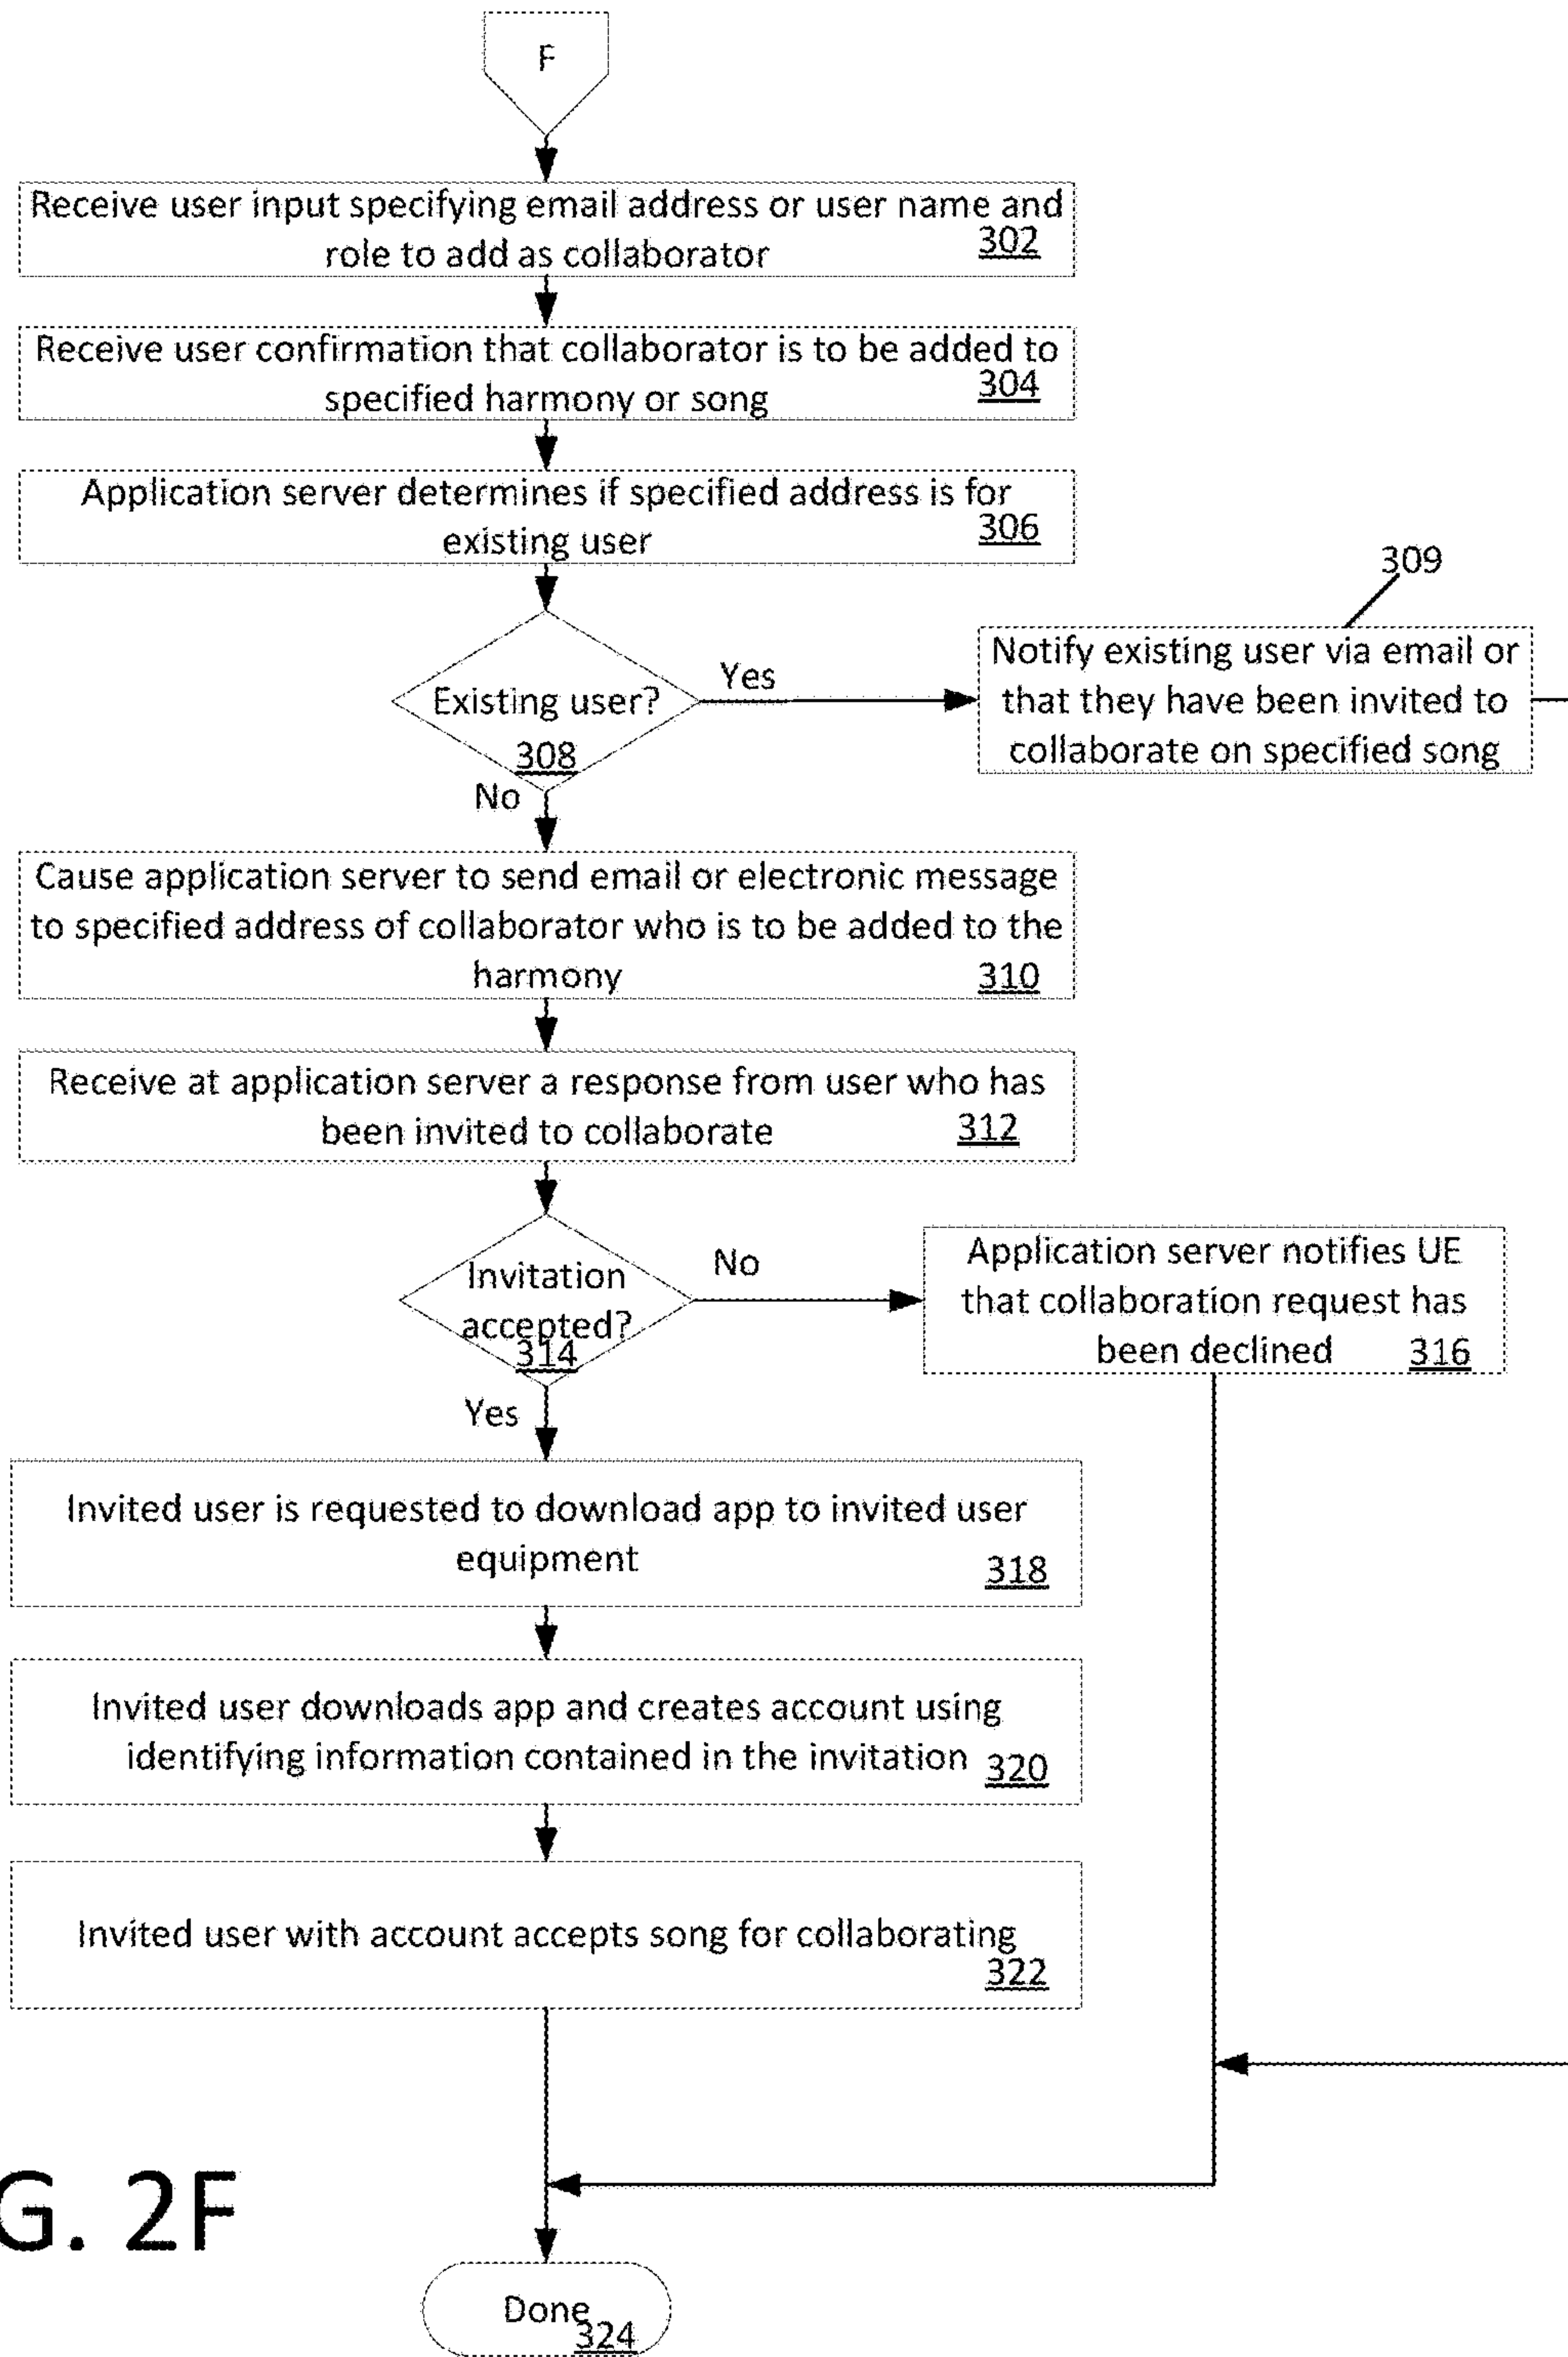 F
Receive user input specifying email address or user name and
role to add as collaborator 302
Receive user confirmation that collaborator is to be added to
specified harmony or song 304
Application server determines if specified address is for
existing user 306
309
Existing user?
308
Yes
Notify existing user via email or
that they have been invited to
collaborate on specified song
No
Cause application server to send email or electronic message
to specified address of collaborator who is to be added to the
harmony 310
Receive at application server a response from user who has
been invited to collaborate 312
Invitation
accepted?
314
No
Application server notifies UE
that collaboration request has
been declined 316
Yes
Invited user is requested to download app to invited user
equipment 318
Invited user downloads app and creates account using
identifying information contained in the invitation 320
Invited user with account accepts song for collaborating
322
G. 2F
Done
324